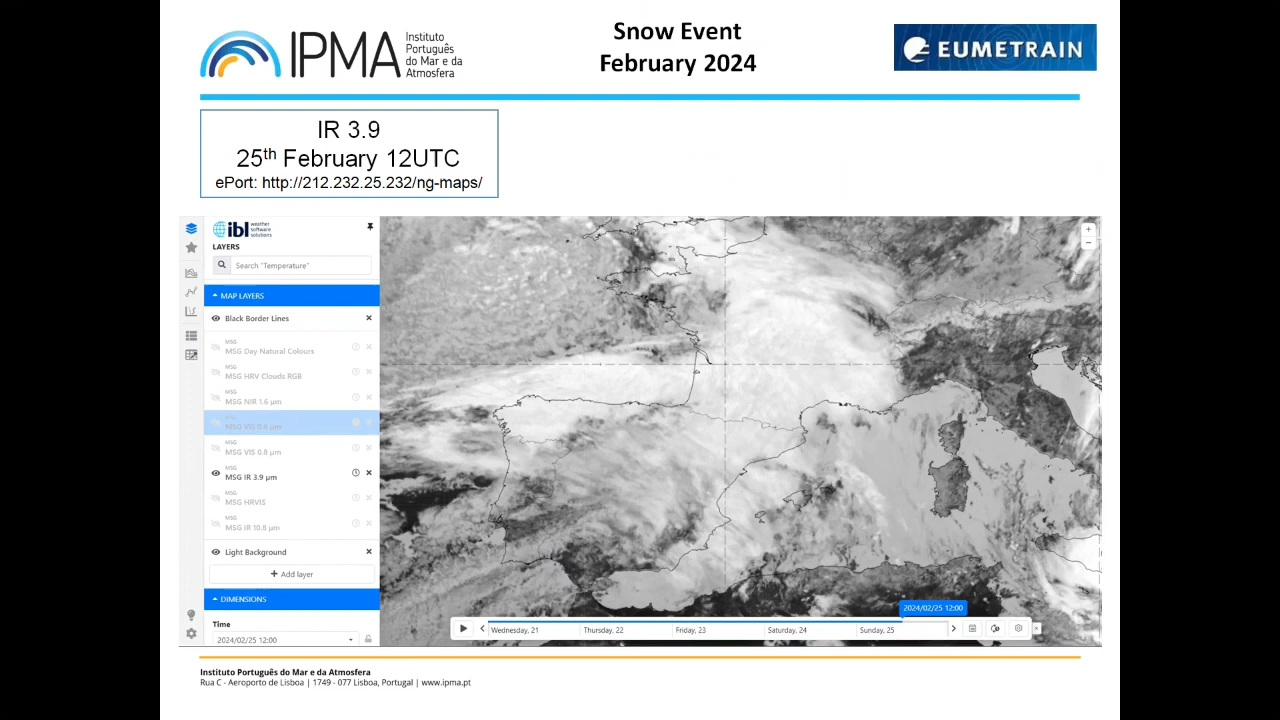 IPMA
Instituto
Português
do Mar e da
Atmosfera
Snow Event
February 2024
EUMETRAIN
IR 3.9
25th February 12UTC
ePort: http://212.232.25.232/ng-maps/
ibl weather
software
solutions
LAYERS
Search "Temperature"
MAP LAYERS
Black Border Lines
MSG
MSG Day Natural Colours
MSG
MSG HRV Clouds RGB
MSG
MSG NIR 1.6 µm
MSG
MSG VIS 0.6 µm
MSG
MSG VIS 0.8 µm
MSG
MSG IR 3.9 µm
MSG
MSG HRVIS
MSG
MSG IR 10.8 µm
Light Background
+ Add layer
DIMENSIONS
Time
2024/02/25 12:00
2024/02/25 12:00
Wednesday, 21
Thursday, 22
Friday, 23
Saturday, 24
Sunday, 25
Instituto Português do Mar e da Atmosfera
Rua C - Aeroporto de Lisboa | 1749 - 077 Lisboa, Portugal | www.ipma.pt